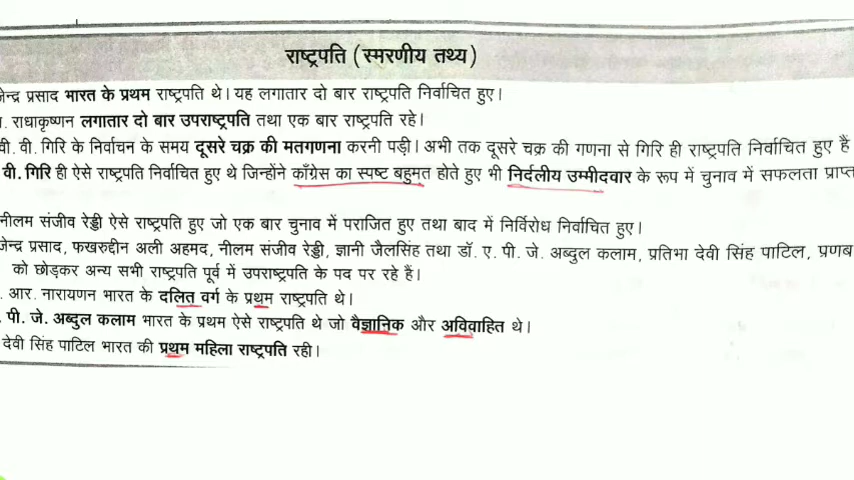 राष्ट्रपति (स्मरणीय तथ्य)
प्रसाद भारत के प्रथम राष्ट्रपति थे। यह लगातार दो बार राष्ट्रपति निर्वाचित हुए।
राधाकृष्णन लगातार दो बार उपराष्ट्रपति तथा एक बार राष्ट्रपति रहे।
वी. वी. गिरि के निर्वाचन के समय दूसरे चक्र की मतगणना करनी पड़ी। अभी तक दूसरे चक्र की गणना से गिरि ही राष्ट्रपति निर्वाचित हुए हैं
वी. गिरि ही ऐसे राष्ट्रपति निर्वाचित हुए थे जिन्होंने काँग्रेस का स्पष्ट बहुमत होते हुए भी निर्दलीय उम्मीदवार के रूप में चुनाव में सफलता प्राप्त
नीलम संजीव रेड्डी ऐसे राष्ट्रपति हुए जो एक बार चुनाव में पराजित हुए तथा बाद में निर्विरोध निर्वाचित हुए।
प्रसाद, फखरुद्दीन अली अहमद, नीलम संजीव रेड्डी, ज्ञानी जैलसिंह तथा डॉ. ए. पी. जे. अब्दुल कलाम, प्रतिभा देवी सिंह पाटिल, प्रणब
को छोड़कर अन्य सभी राष्ट्रपति पूर्व में उपराष्ट्रपति के पद पर रहे हैं।
. आर. नारायणन भारत के दलित वर्ग के प्रथम राष्ट्रपति थे।
. पी. जे. अब्दुल कलाम भारत के प्रथम ऐसे राष्ट्रपति थे जो वैज्ञानिक और अविवाहित थे।
देवी सिंह पाटिल भारत की प्रथम महिला राष्ट्रपति रही।